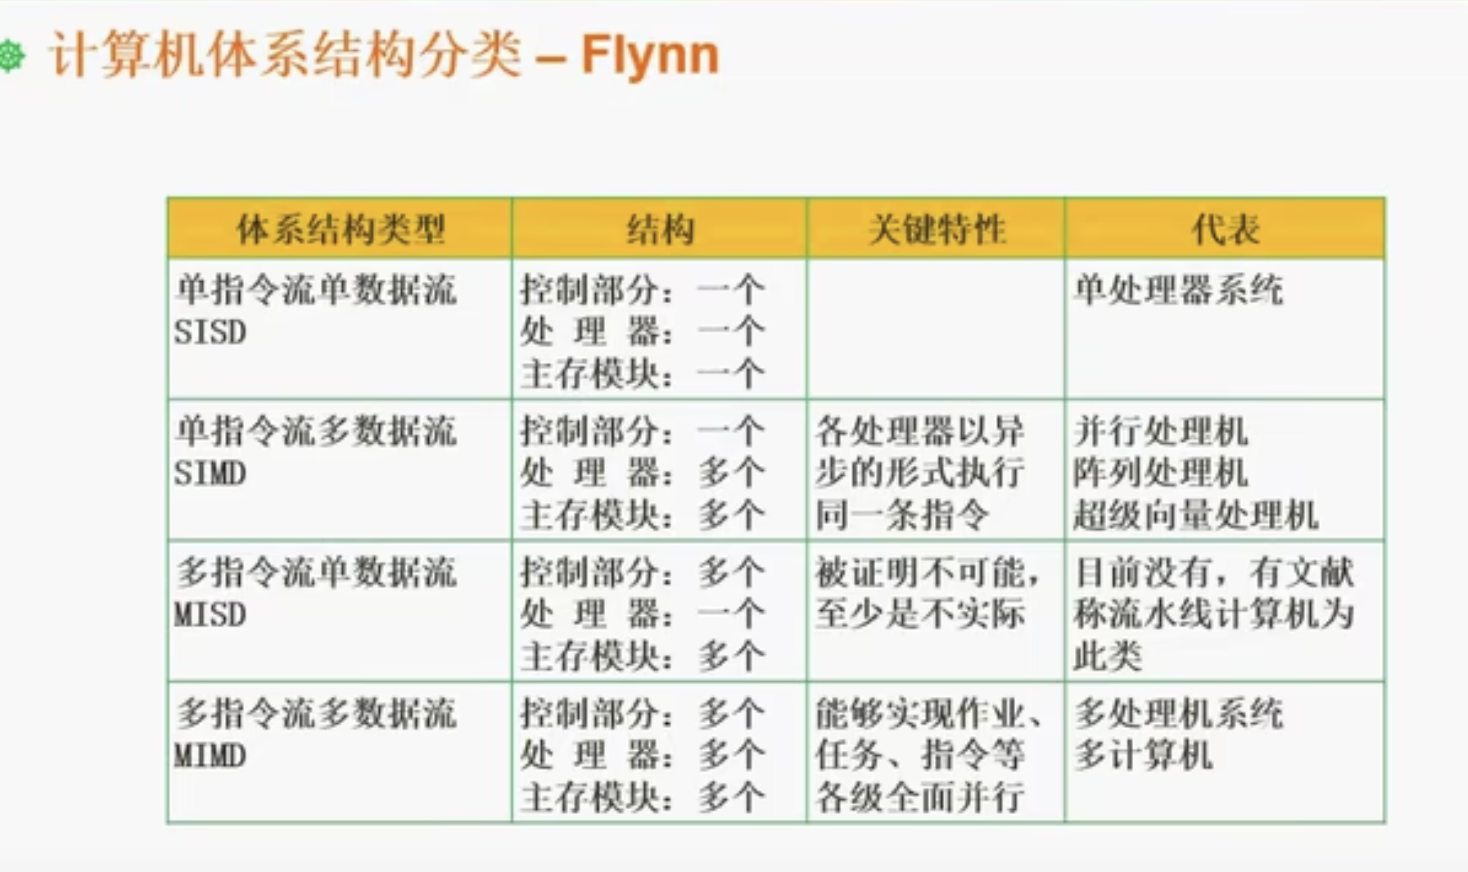 计算机体系结构分类 – Flynn
体系结构类型 结构 关键特性 代表
单指令流单数据流
SISD
控制部分：一个
处 理 器：一个
主存模块：一个
单处理器系统
单指令流多数据流
SIMD
控制部分：一个
处 理 器：多个
主存模块：多个
各处理器以异
步的形式执行
同一条指令
并行处理机
阵列处理机
超级向量处理机
多指令流单数据流
MISD
控制部分：多个
处 理 器：一个
主存模块：多个
被证明不可能，
至少是不实际
目前没有，有文献
称流水线计算机为
此类
多指令流多数据流
MIMD
控制部分：多个
处 理 器：多个
主存模块：多个
能够实现作业、
任务、指令等
各级全面并行
多处理机系统
多计算机